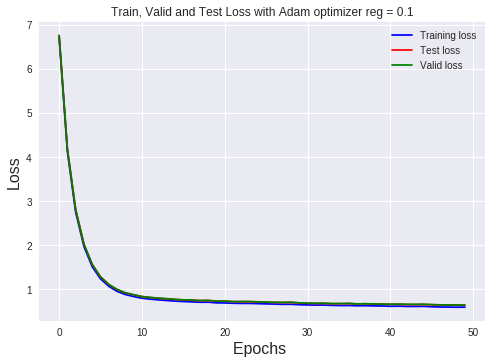 Train, Valid and Test Loss with Adam optimizer reg = 0.1
Training loss
Test loss
Valid loss
7
6
5
4
3
2
1
Loss
0 10 20 30 40 50
Epochs